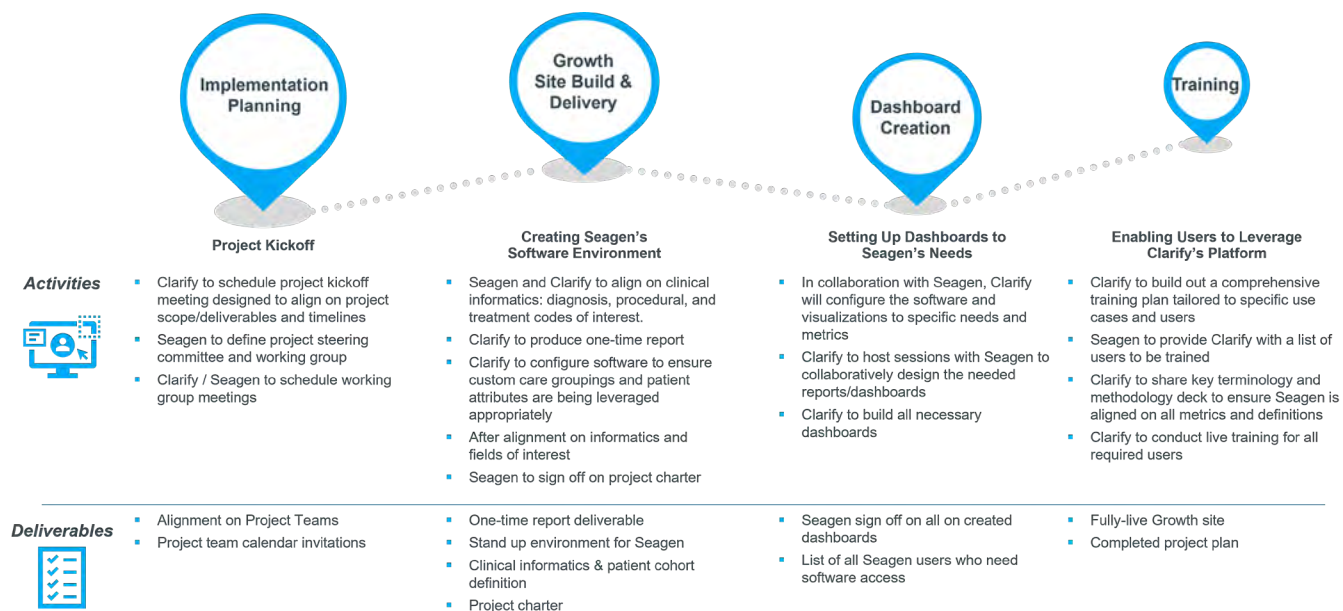 Implementation
Planning
Growth
Site Build &
Delivery
Dashboard
Creation
Training
Project Kickoff
Creating Seagen's
Software Environment
Setting Up Dashboards to
Seagen's Needs
Enabling Users to Leverage
Clarify's Platform
Activities
▪ Clarify to schedule project kickoff
meeting designed to align on project
scope/deliverables and timelines
▪ Seagen to define project steering
committee and working group
▪ Clarify / Seagen to schedule working
group meetings
▪ Seagen and Clarify to align on clinical
informatics: diagnosis, procedural, and
treatment codes of interest.
▪ Clarify to produce one-time report
▪ Clarify to configure software to ensure
custom care groupings and patient
attributes are being leveraged
appropriately
▪ After alignment on informatics and
fields of interest
▪ Seagen to sign off on project charter
▪ In collaboration with Seagen, Clarify
will configure the software and
visualizations to specific needs and
metrics
▪ Clarify to host sessions with Seagen to
collaboratively design the needed
reports/dashboards
▪ Clarify to build all necessary
dashboards
▪ Clarify to build out a comprehensive
training plan tailored to specific use
cases and users
▪ Seagen to provide Clarify with a list of
users to be trained
▪ Clarify to share key terminology and
methodology deck to ensure Seagen is
aligned on all metrics and definitions
▪ Clarify to conduct live training for all
required users
Deliverables
▪ Alignment on Project Teams
▪ Project team calendar invitations
▪ One-time report deliverable
▪ Stand up environment for Seagen
▪ Clinical informatics & patient cohort
definition
▪ Project charter
▪ Seagen sign off on all on created
dashboards
▪ List of all Seagen users who need
software access
▪ Fully-live Growth site
▪ Completed project plan